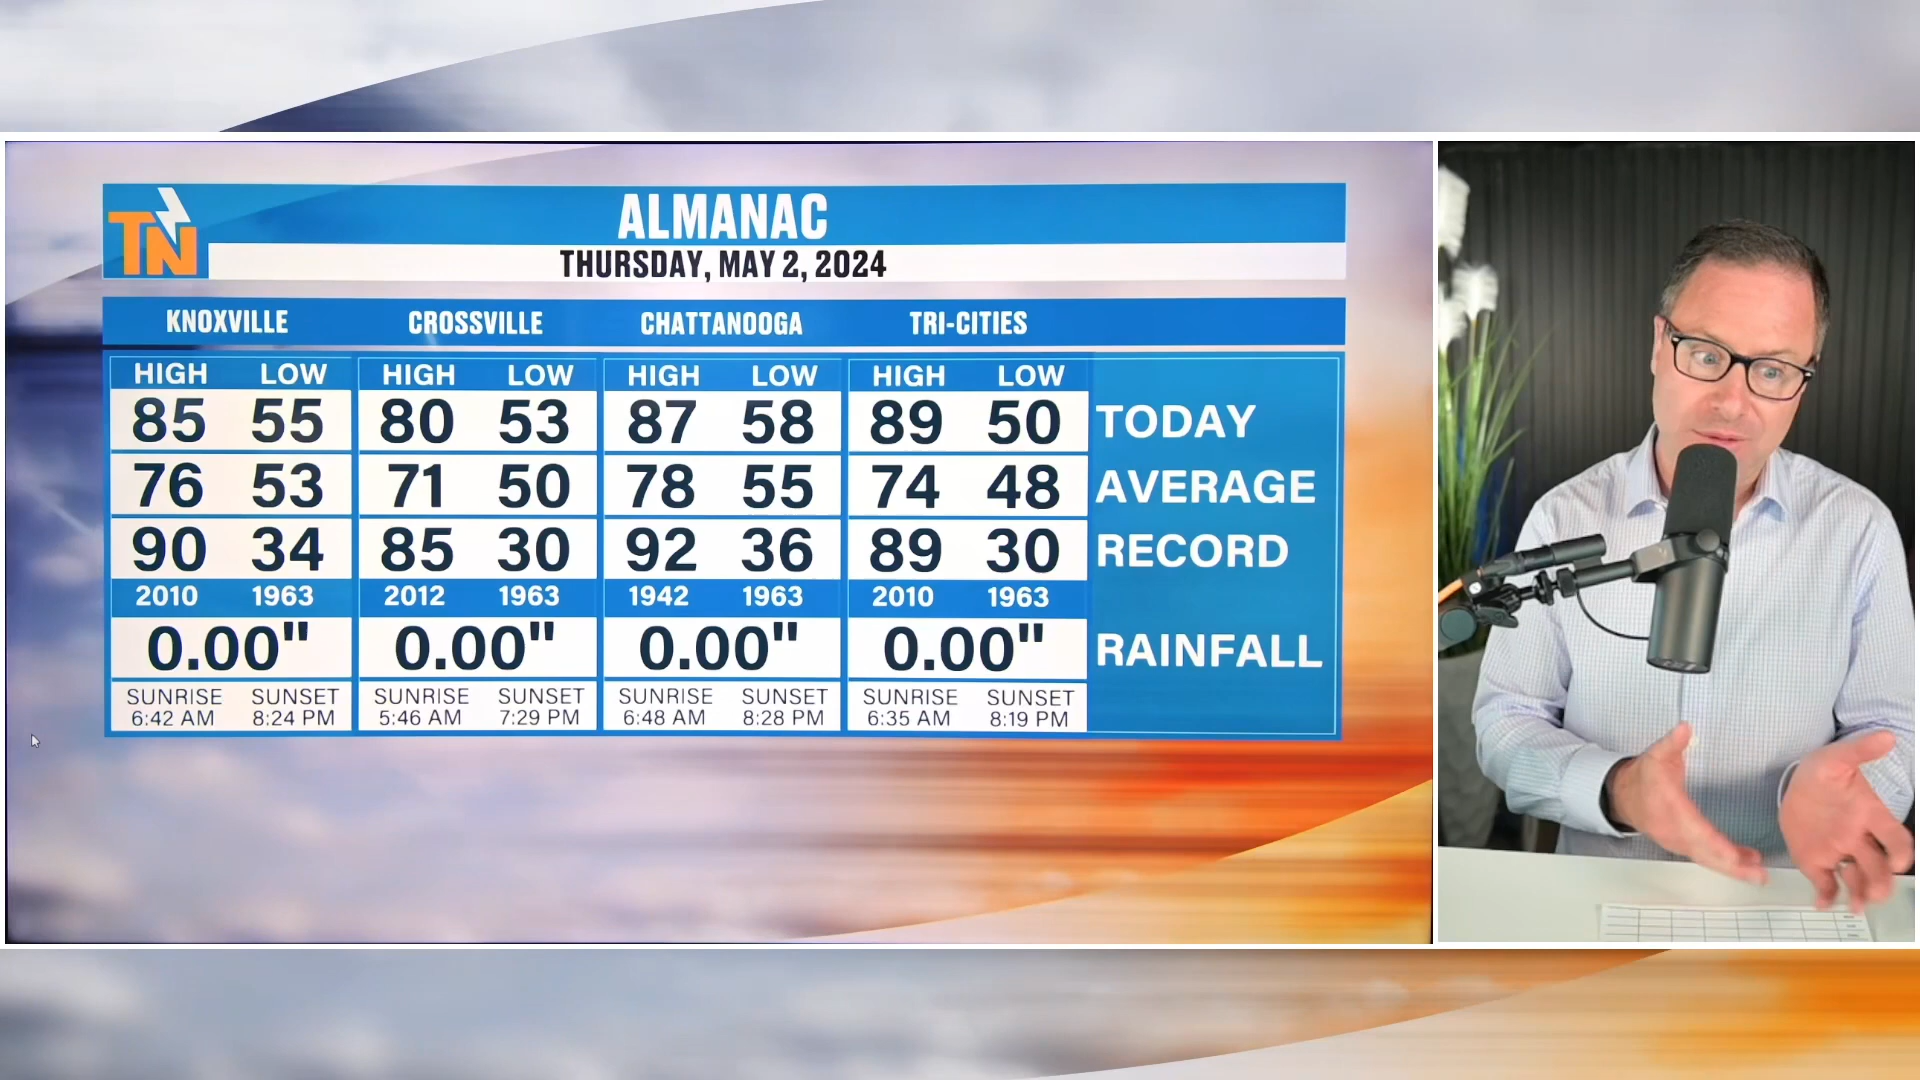 TN
ALMANAC
THURSDAY, MAY 2, 2024
KNOXVILLE CROSSVILLE CHATTANOOGA TRI-CITIES
HIGH LOW HIGH LOW HIGH LOW HIGH LOW
85 55 80 53 87 58 89 50 TODAY
76 53 71 50 78 55 74 48 AVERAGE
90 34 85 30 92 36 89 30 RECORD
2010 1963 2012 1963 1942 1963 2010 1963
0.00" 0.00" 0.00" 0.00" RAINFALL
SUNRISE SUNSET SUNRISE SUNSET SUNRISE SUNSET SUNRISE SUNSET
6:42 AM 8:24 PM 5:46 AM 7:29 PM 6:48 AM 8:28 PM 6:35 AM 8:19 PM